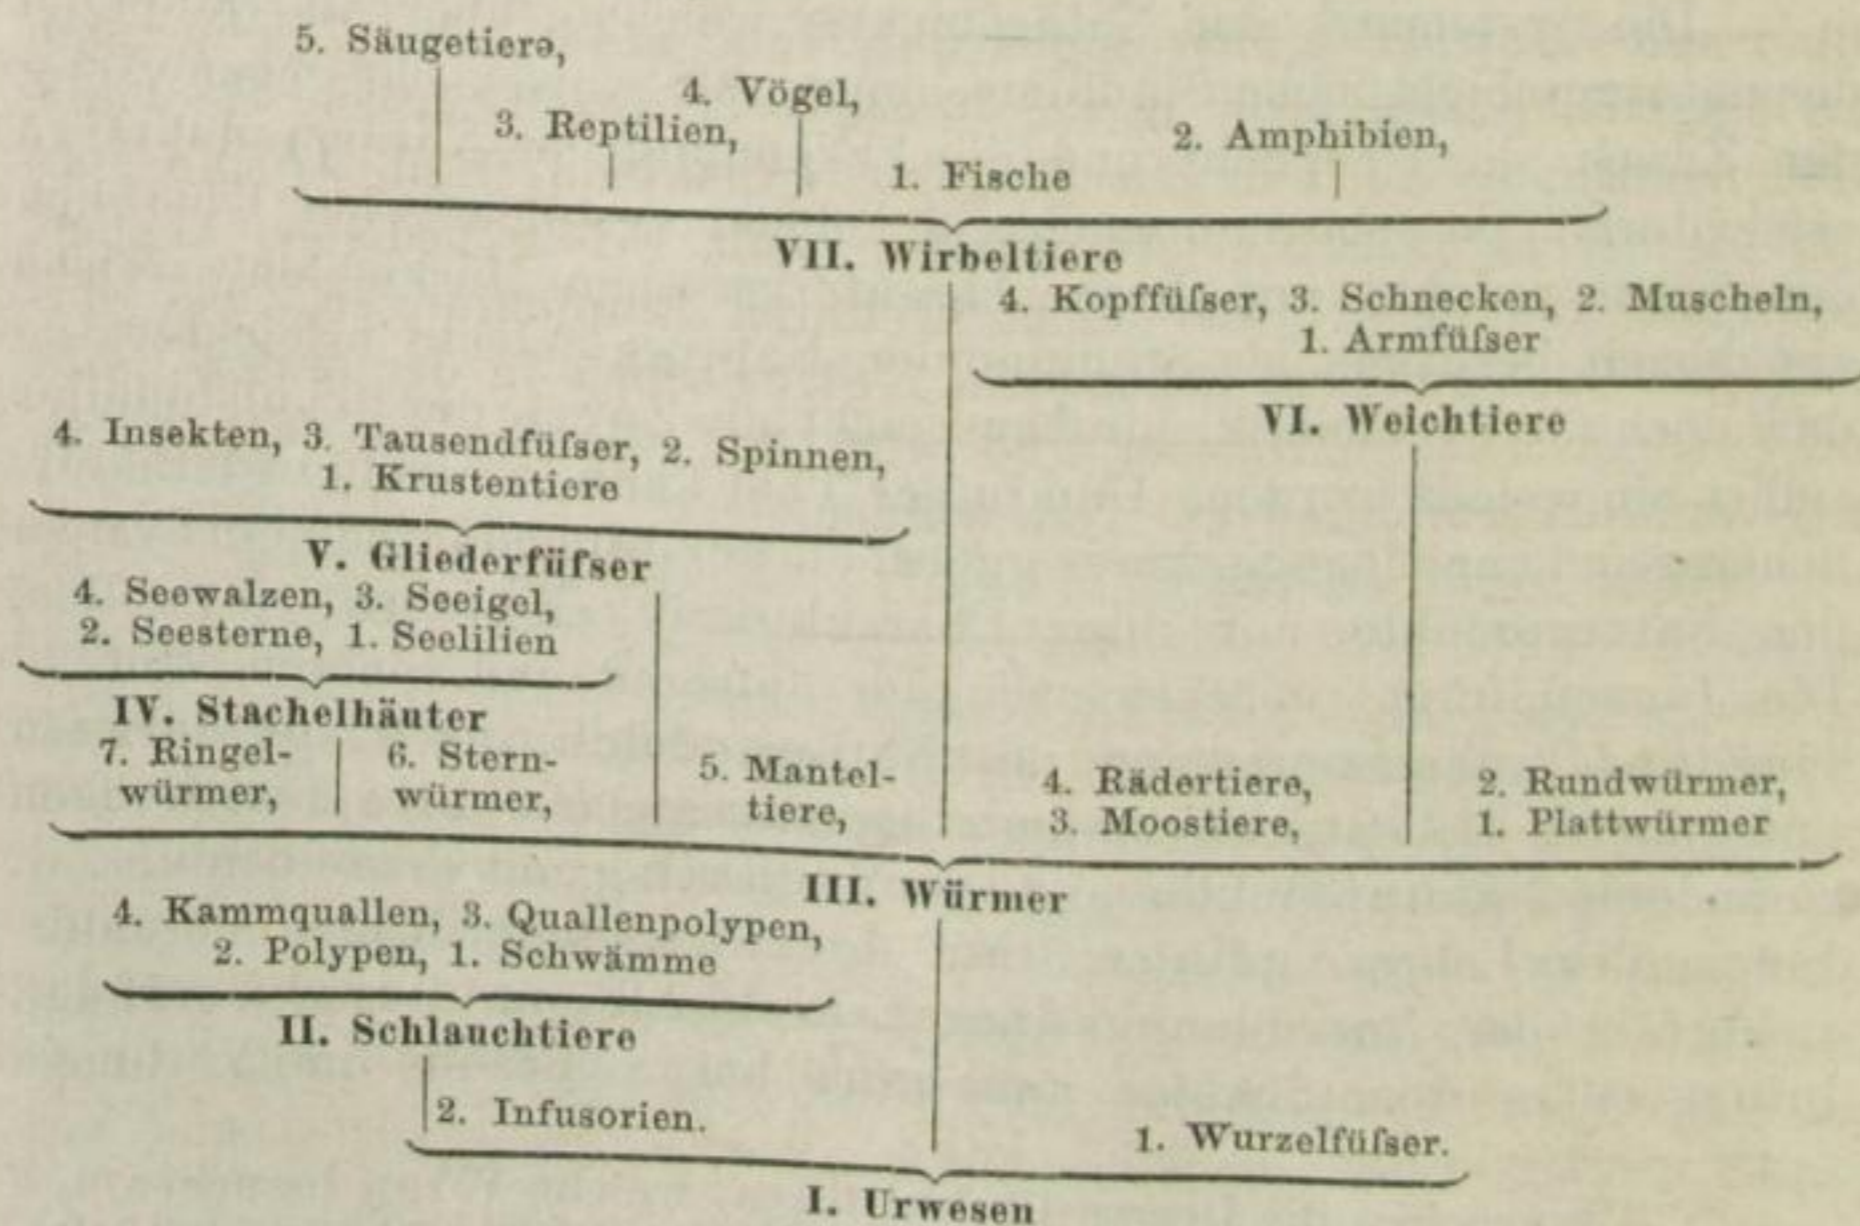 5. Säugetiere,
4. Vögel,
3. Reptilien,
2. Amphibien,
1. Fische
VII. Wirbeltiere
4. Kopffüſser, 3. Schnecken, 2. Muscheln,
1. Armfüſser
VI. Weichtiere
4. Insekten, 3. Tausendfüſser, 2. Spinnen,
1. Krustentiere
V. Gliederfüſser
4. Seewalzen, 3. Seeigel,
2. Seesterne, 1. Seelilien
IV. Stachelhäuter
7. Ringel-
würmer,
6. Stern-
würmer,
5. Mantel-
tiere,
4. Rädertiere,
3. Moostiere,
2. Rundwürmer,
1. Plattwürmer
III. Würmer
4. Kammquallen, 3. Quallenpolypen,
2. Polypen, 1. Schwämme
II. Schlauchtiere
2. Infusorien.
1. Wurzelfüſser.
I. Urwesen